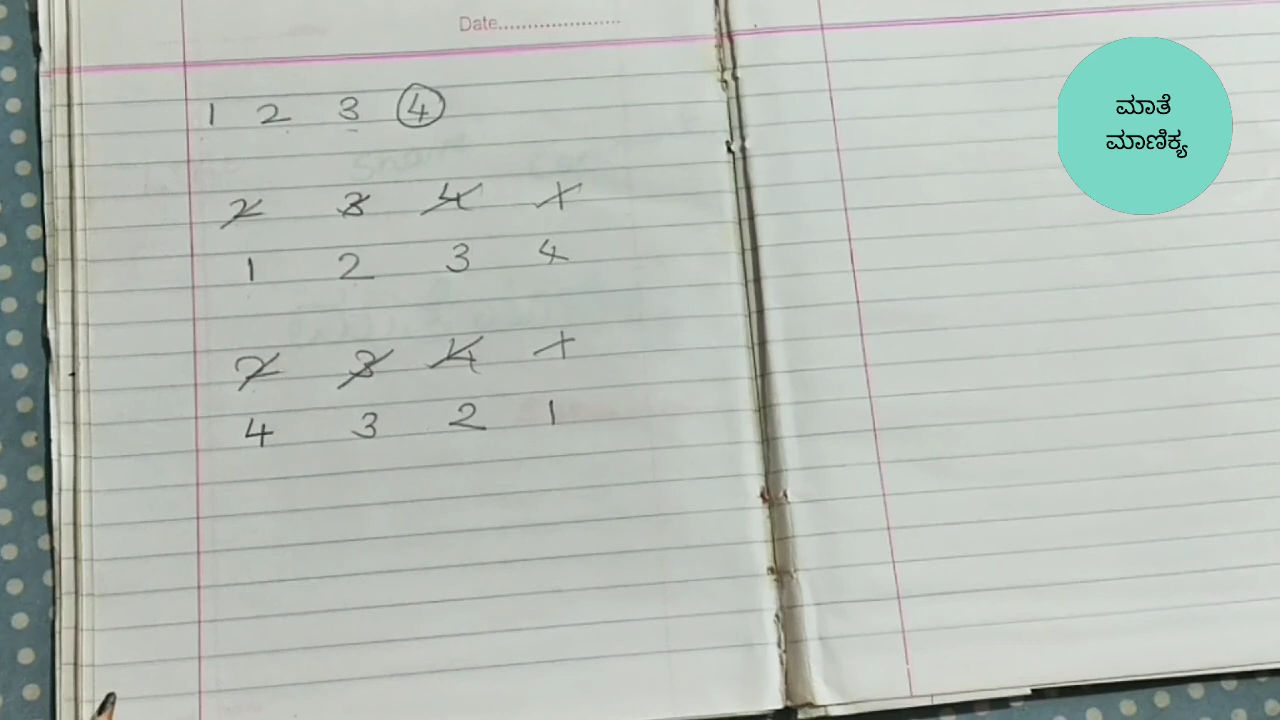 Date.....................
1 2 3 4
2 3 4 1
1 2 3 4
2 3 4 1
4 3 2 1
ಮಾತೆ
ಮಾಣಿಕ್ಯ